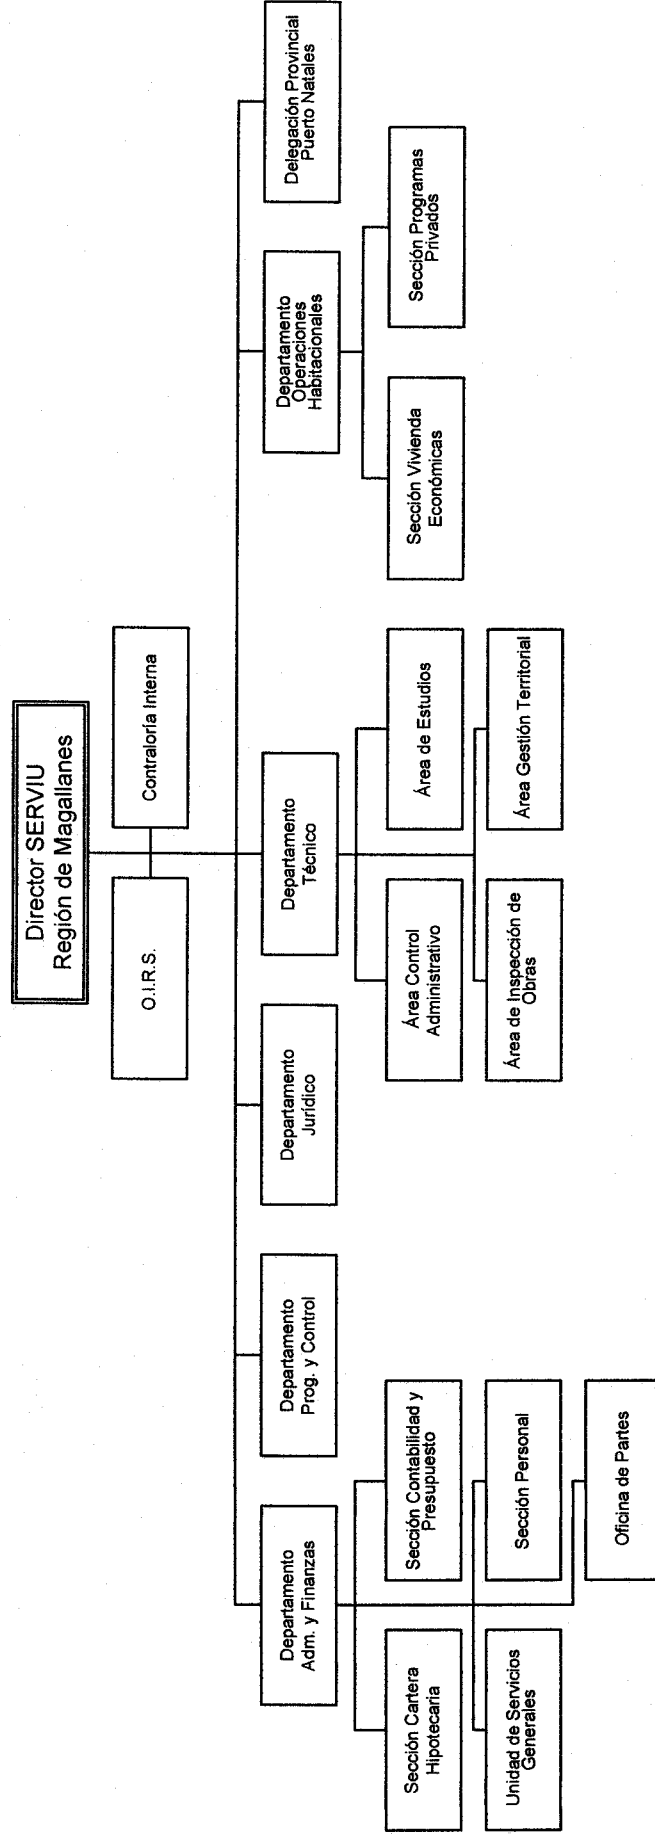 Director SERVIU
Región de Magallanes
O.I.R.S.
Contraloría Interna
Departamento
Adm. y Finanzas
Departamento
Prog. y Control
Departamento
Jurídico
Departamento
Técnico
Departamento
Operaciones
Habitacionales
Delegación Provincial
Puerto Natales
Sección Cartera
Hipotecaria
Sección Contabilidad y
Presupuesto
Área Control
Administrativo
Área de Estudios
Sección Vivienda
Económicas
Sección Programas
Privados
Unidad de Servicios
Generales
Sección Personal
Área de Inspección de
Obras
Área Gestión Territorial
Oficina de Partes